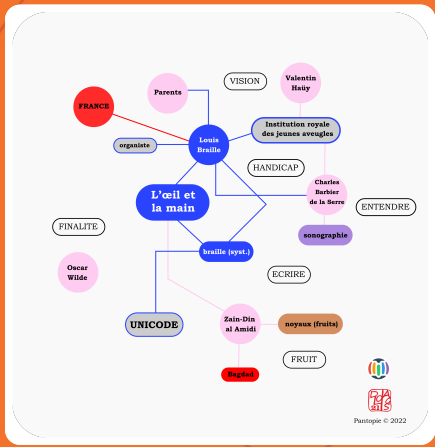 VISION
Valentin
Haüy
Parents
FRANCE
Institution royale
des jeunes aveugles
organiste
Louis
Braille
HANDICAP
Charles
Barbier
de la Serre
L'œil et
la main
ENTENDRE
FINALITE
sonographie
braille (syst.)
Oscar
Wilde
ECRIRE
UNICODE
Zain-Din
al Amidi
noyaux (fruits)
FRUIT
Bagdad
Pantopie © 2022